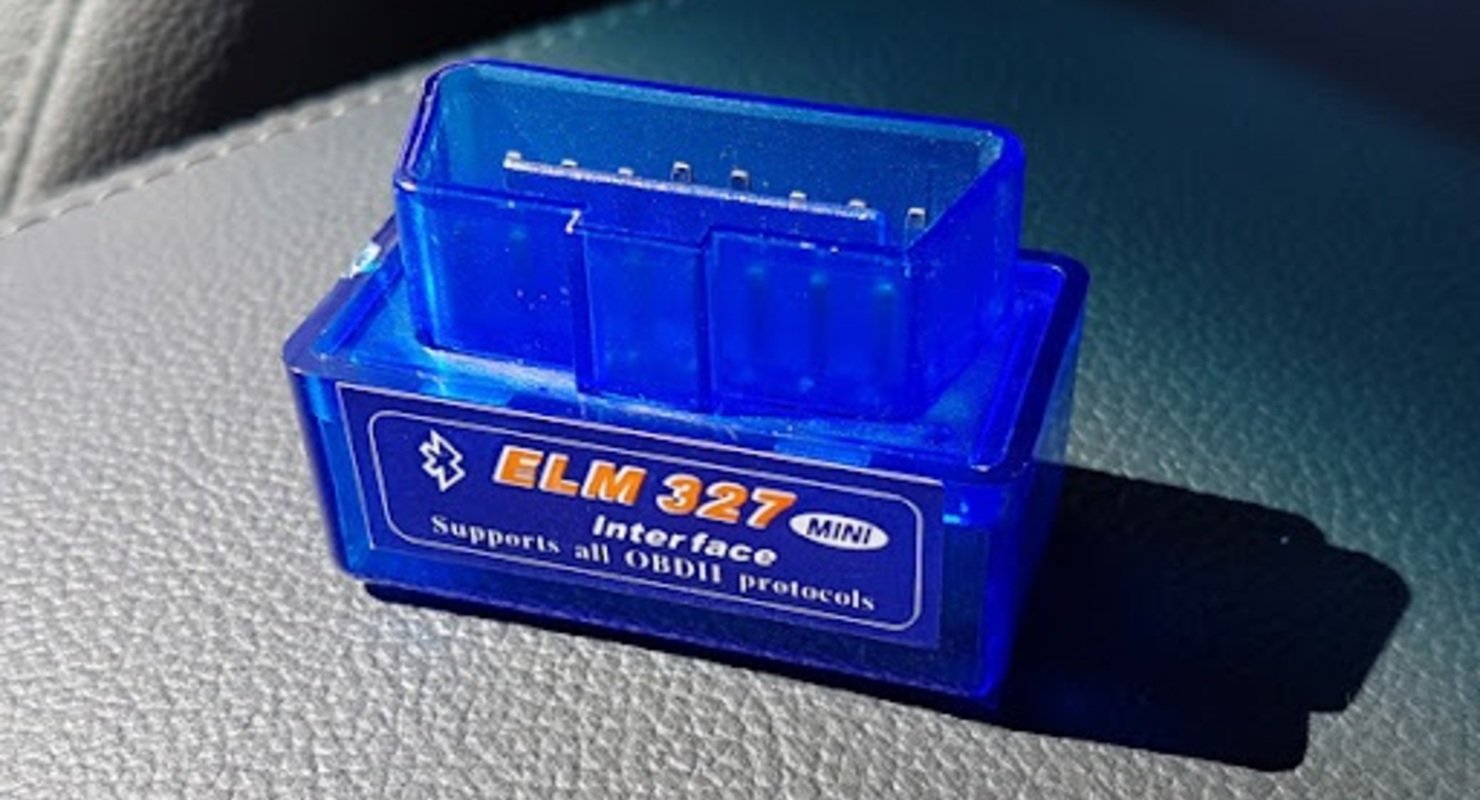 ELM 327 MINI
Interface
Supports all OBDII protocols